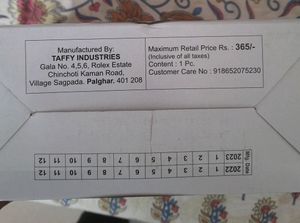 Manufactured By:
TAFFY INDUSTRIES
Gala No. 4,5,6, Rolex Estate
Chinchoti Kaman Road,
Village Sagpada. Palghar. 401 208
Maximum Retail Price Rs. : 365/-
(Inclusive of all taxes)
Content : 1 Pc.
Customer Care No : 918652075230
Mfg. Date
2023 1 2 3 4 5 6 7 8 9 10 11 12
2022 1 2 3 4 5 6 7 8 9 10 11 12